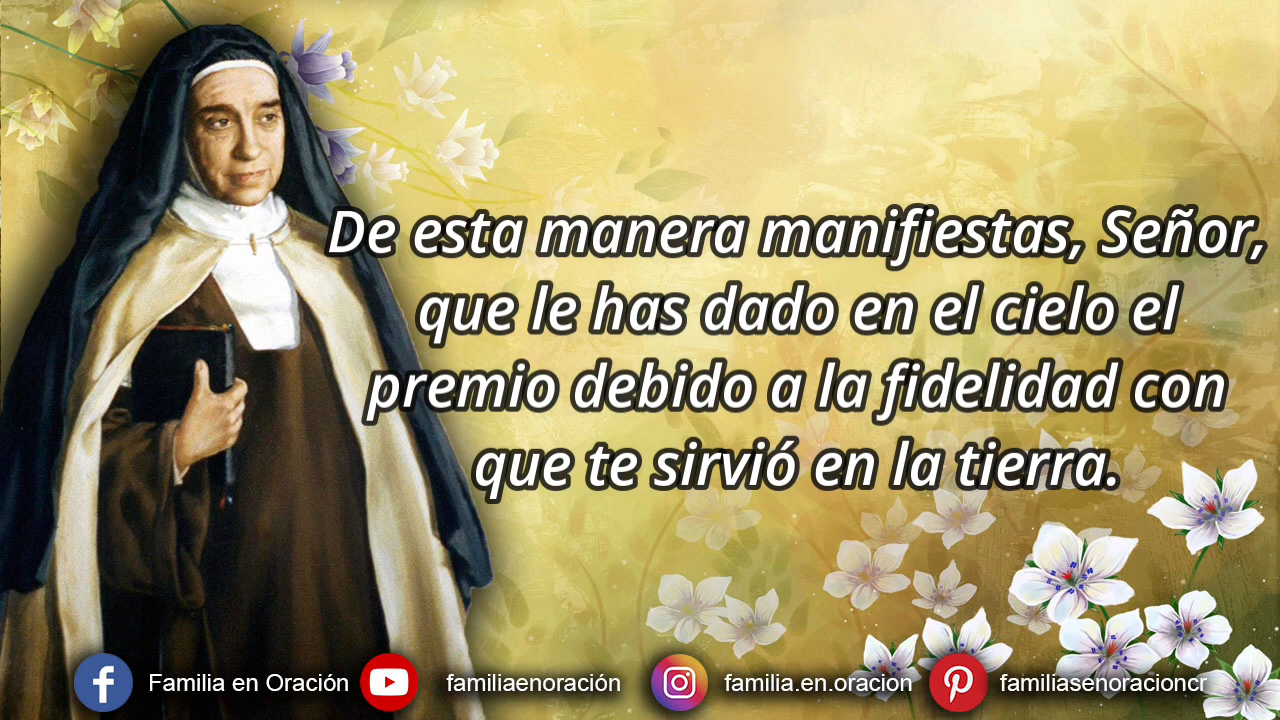 De esta manera manifiestas, Señor,
que le has dado en el cielo el
premio debido a la fidelidad con
que te sirvió en la tierra.
Familia en Oración familiaenoración familia.en.oracion familiasenoracioncr